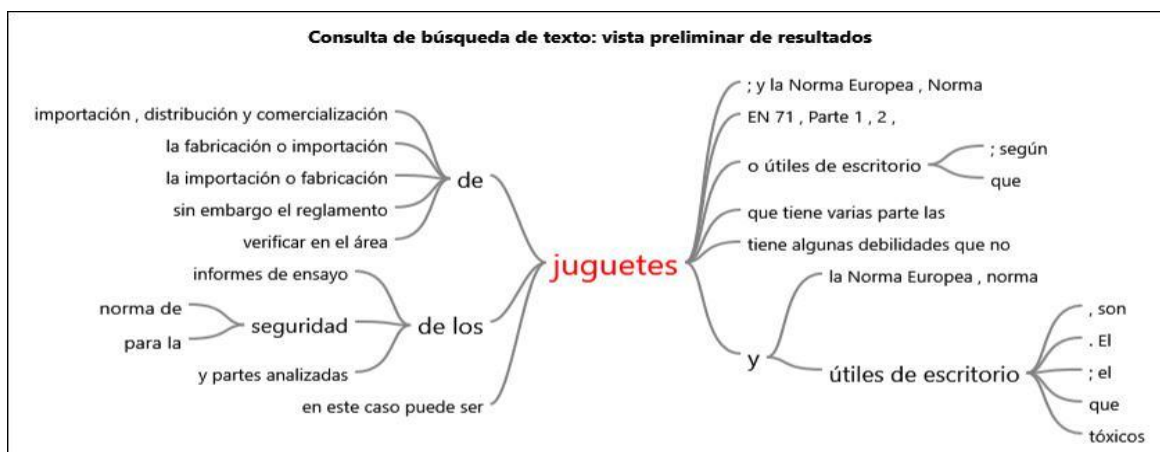 Consulta de búsqueda de texto: vista preliminar de resultados
importación , distribución y comercialización
la fabricación o importación
la importación o fabricación
sin embargo el reglamento
verificar en el área
de
informes de ensayo
norma de
para la
seguridad
y partes analizadas
de los
en este caso puede ser
juguetes
; y la Norma Europea , Norma
EN 71 , Parte 1 , 2 ,
o útiles de escritorio
; según
que
que tiene varias parte las
tiene algunas debilidades que no
y
la Norma Europea , norma
útiles de escritorio
, son
. El
; el
que
tóxicos